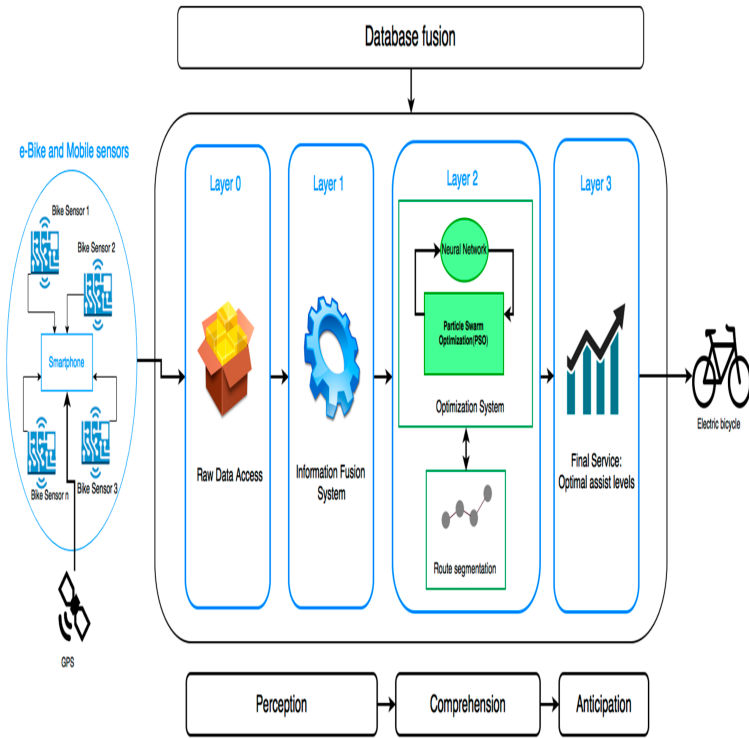 Database fusion
e-Bike and Mobile sensors
Bike Sensor 1
Bike Sensor 2
Smartphone
Bike Sensor n
Bike Sensor 3
GPS
Layer 0
Raw Data Access
Layer 1
Information Fusion
System
Layer 2
Neural Network
Particle Swarm
Optimization(PSO)
Optimization System
Route segmentation
Layer 3
Final Service:
Optimal assist levels
Electric bicycle
Perception
Comprehension
Anticipation